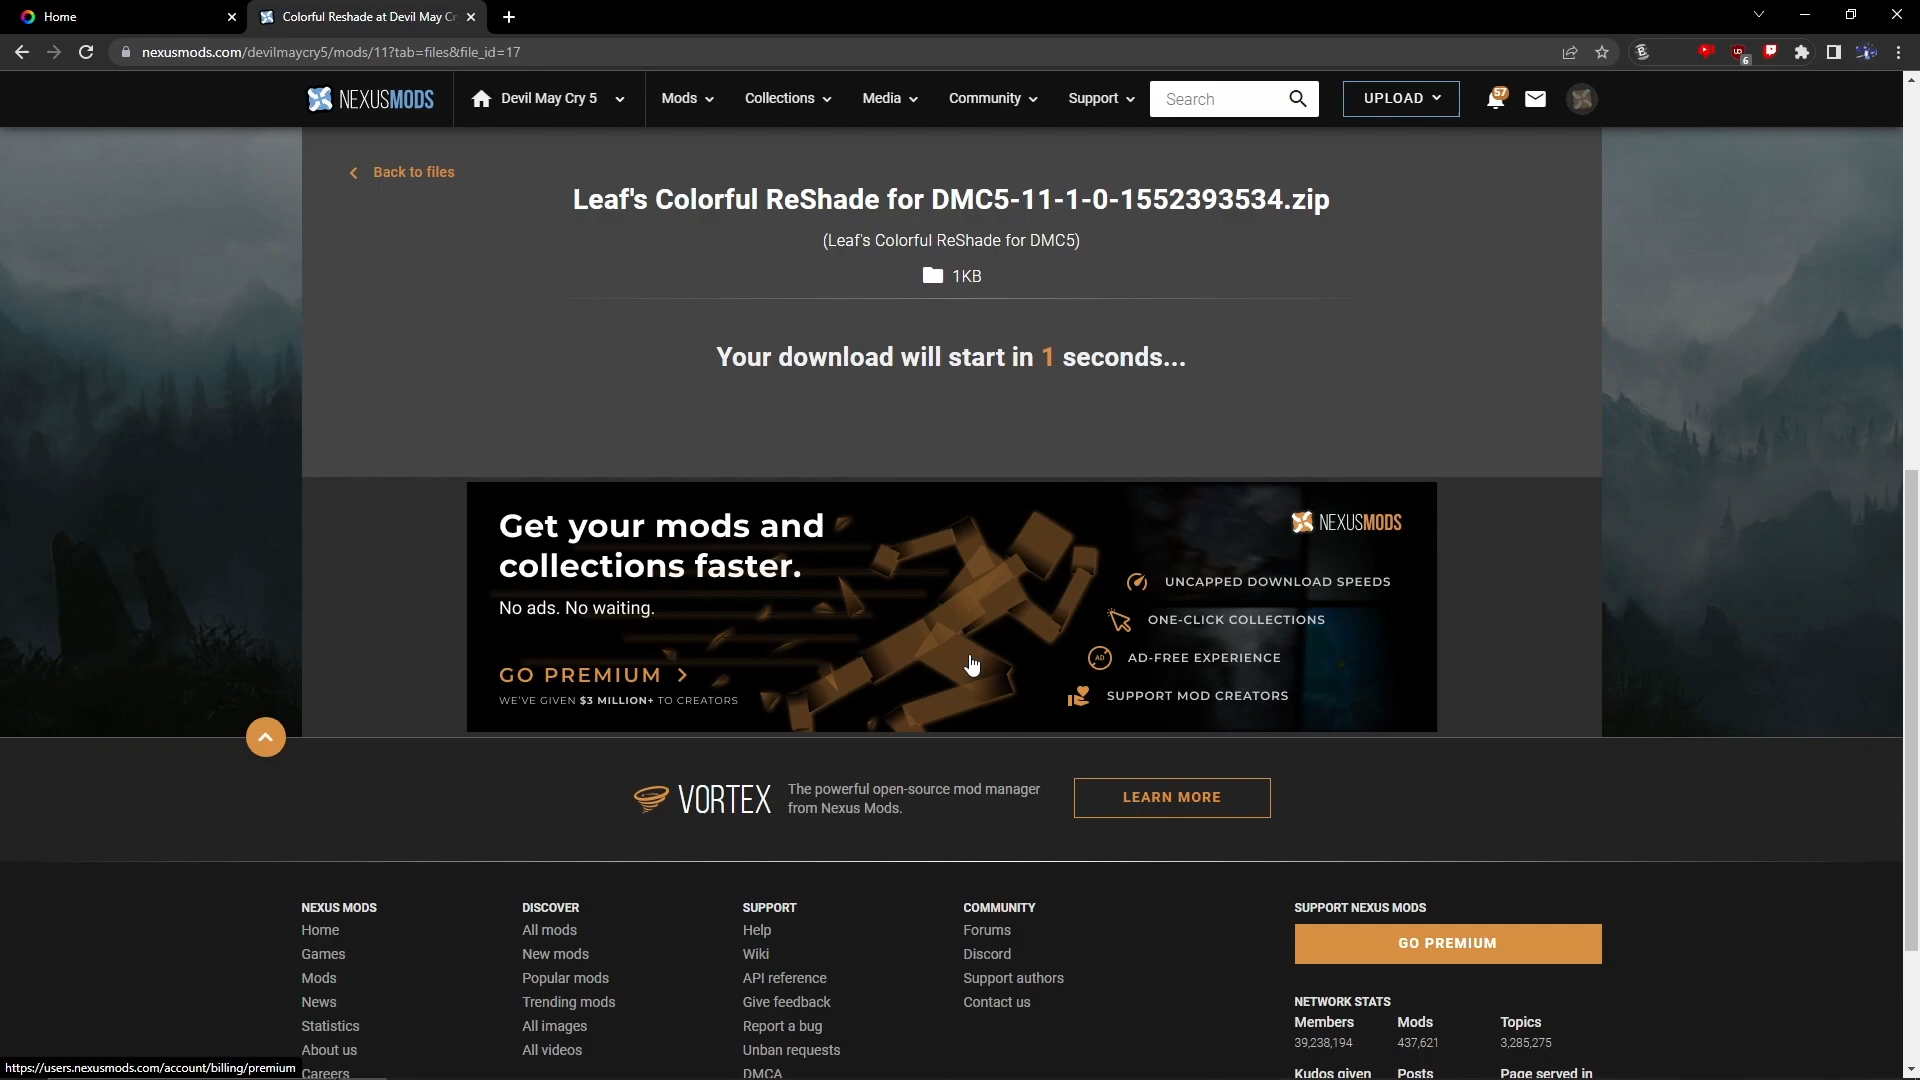 Home
Colorful Reshade at Devil May Cr
nexusmods.com/devilmaycry5/mods/11?tab=files&file_id=17
6
NEXUSMODS
Devil May Cry 5
Mods
Collections
Media
Community
Support
Search
UPLOAD
57
Back to files
Leaf's Colorful ReShade for DMC5-11-1-0-1552393534.zip
(Leaf's Colorful ReShade for DMC5)
1KB
Your download will start in 1 seconds...
Get your mods and
collections faster.
No ads. No waiting.
GO PREMIUM >
WE'VE GIVEN $3 MILLION+ TO CREATORS
NEXUSMODS
UNCAPPED DOWNLOAD SPEEDS
ONE-CLICK COLLECTIONS
AD
AD-FREE EXPERIENCE
SUPPORT MOD CREATORS
VORTEX
The powerful open-source mod manager
from Nexus Mods.
LEARN MORE
NEXUS MODS
Home
Games
Mods
News
Statistics
About us
Careers
DISCOVER
All mods
New mods
Popular mods
Trending mods
All images
All videos
SUPPORT
Help
Wiki
API reference
Give feedback
Report a bug
Unban requests
DMCA
COMMUNITY
Forums
Discord
Support authors
Contact us
SUPPORT NEXUS MODS
GO PREMIUM
NETWORK STATS
Members
39,238,194
Mods
437,621
Topics
3,285,275
Kudos given
Posts
Page served in
https://users.nexusmods.com/account/billing/premium